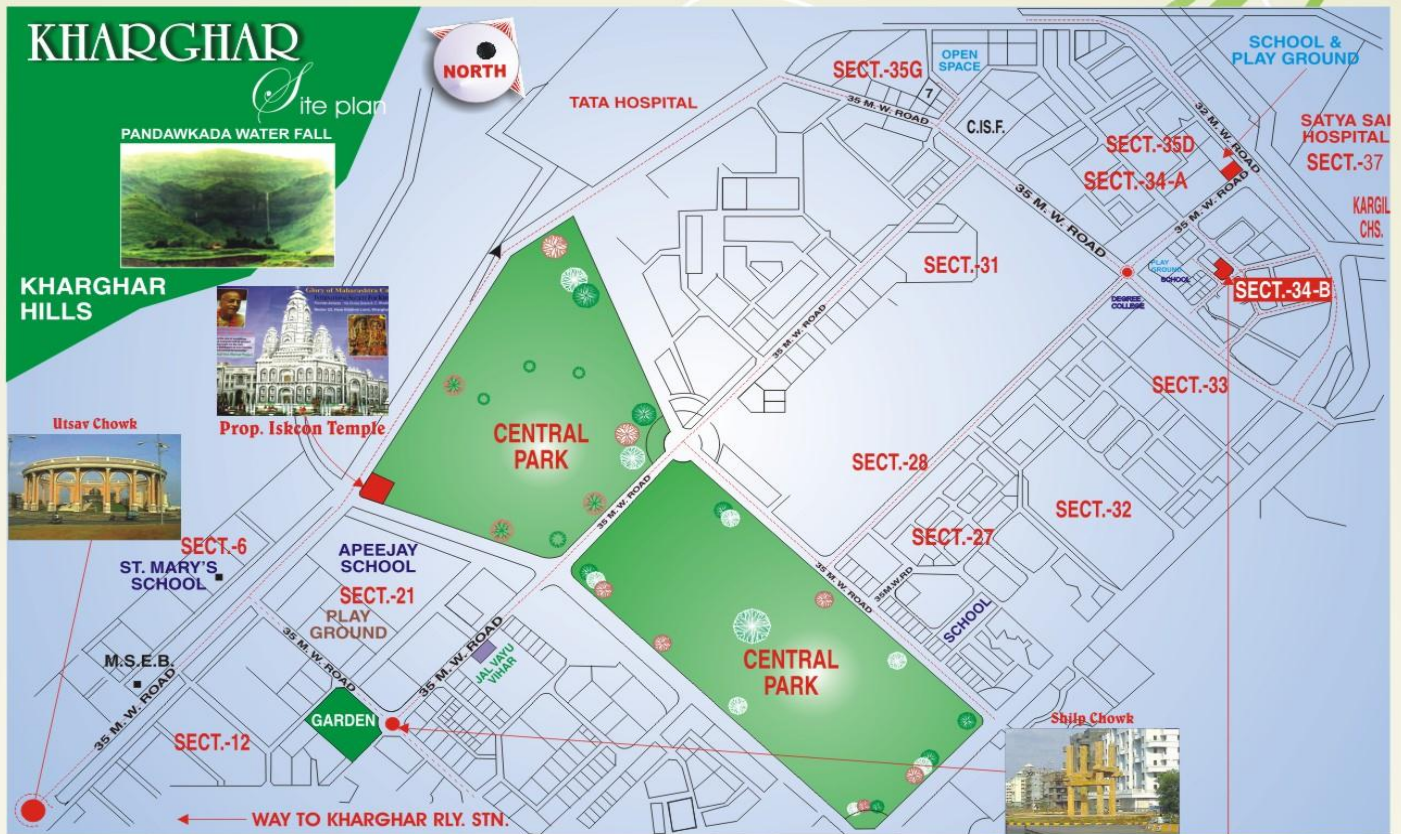 KHARGHAR
Site plan
PANDAWKADA WATER FALL
KHARGHAR
HILLS
NORTH
TATA HOSPITAL
SECT.-35G
OPEN
SPACE
7
35 M. W. ROAD
C.IS.F.
SCHOOL &
PLAY GROUND
32 M. W. ROAD
SATYA SAI
HOSPITAL
SECT.-37
KARGIL
CHS.
SECT.-35D
SECT.-34-A
35 M. W. ROAD
35 M. W. ROAD
PLAY
GROUND
SCHOOL
DEGREE
COLLEGE
SECT.-34-B
SECT.-31
35 M. W. ROAD
SECT.-33
Glory of Maharashtra
Prop. Iskcon Temple
Utsav Chowk
CENTRAL
PARK
35 M. W. ROAD
SECT.-28
SECT.-32
SECT.-27
35M.W.RD
35 M. W. ROAD
SCHOOL
SECT.-6
ST. MARY'S
SCHOOL
APEEJAY
SCHOOL
SECT.-21
PLAY
GROUND
35 M. W. ROAD
35 M. W. ROAD
JAL VAYU
VIHAR
CENTRAL
PARK
M.S.E.B.
35 M. W. ROAD
GARDEN
SECT.-12
Shilp Chowk
WAY TO KHARGHAR RLY. STN.